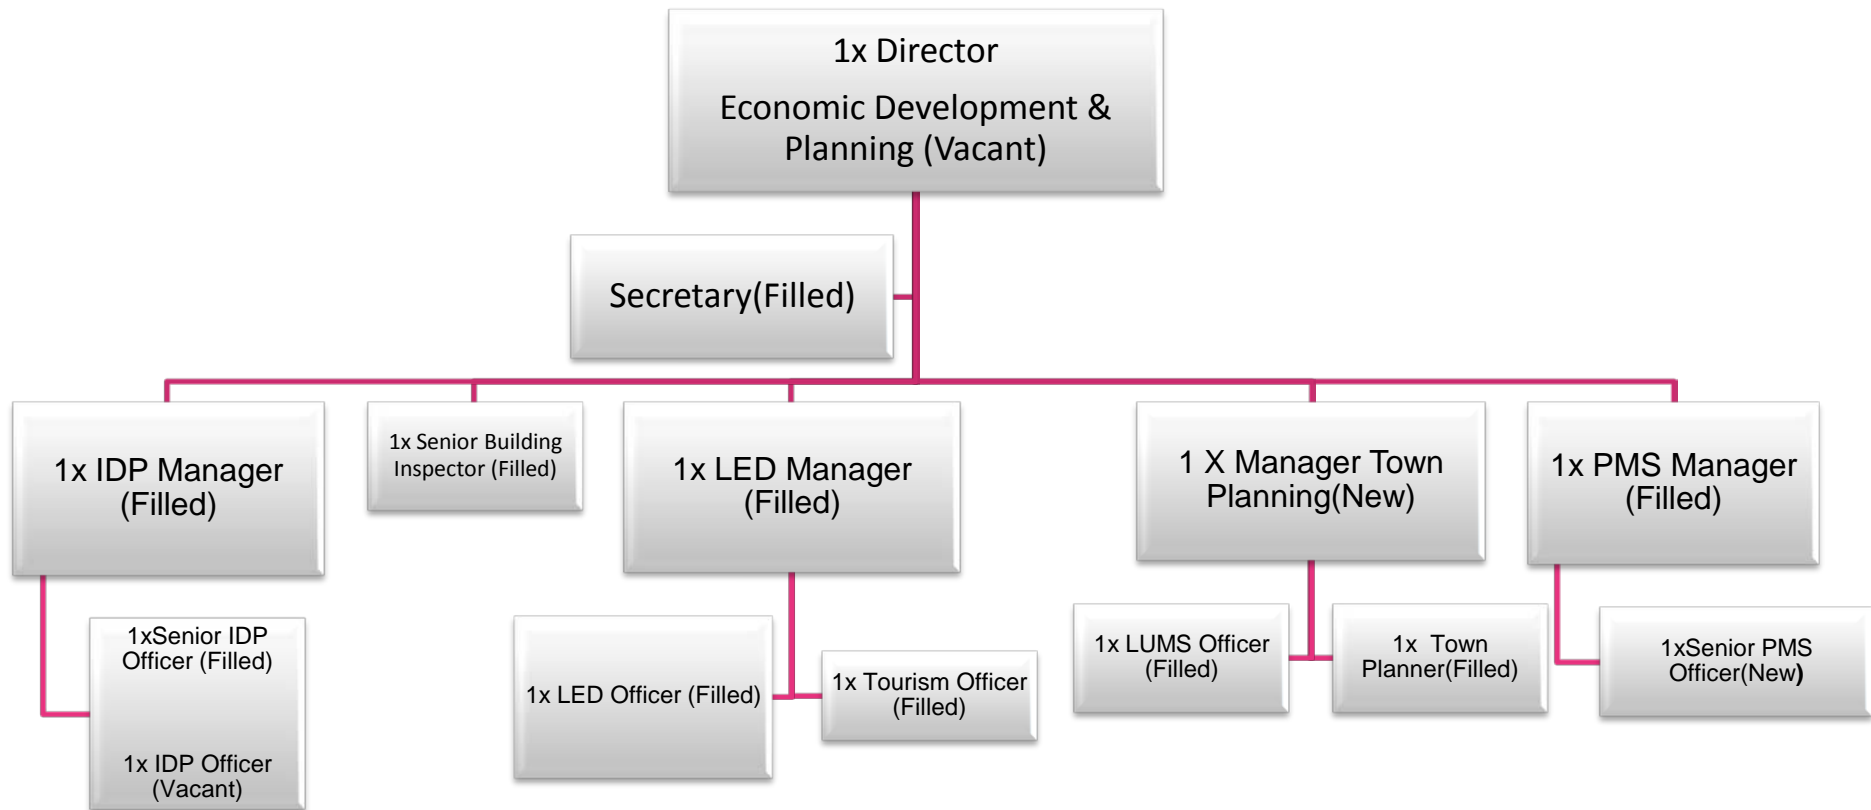 1x Director
Economic Development &
Planning (Vacant)
Secretary(Filled)
1x IDP Manager
(Filled)
1x Senior Building
Inspector (Filled)
1x LED Manager
(Filled)
1 X Manager Town
Planning(New)
1x PMS Manager
(Filled)
1xSenior IDP
Officer (Filled)
1x IDP Officer
(Vacant)
1x LED Officer (Filled)
1x Tourism Officer
(Filled)
1x LUMS Officer
(Filled)
1x Town
Planner(Filled)
1xSenior PMS
Officer(New)